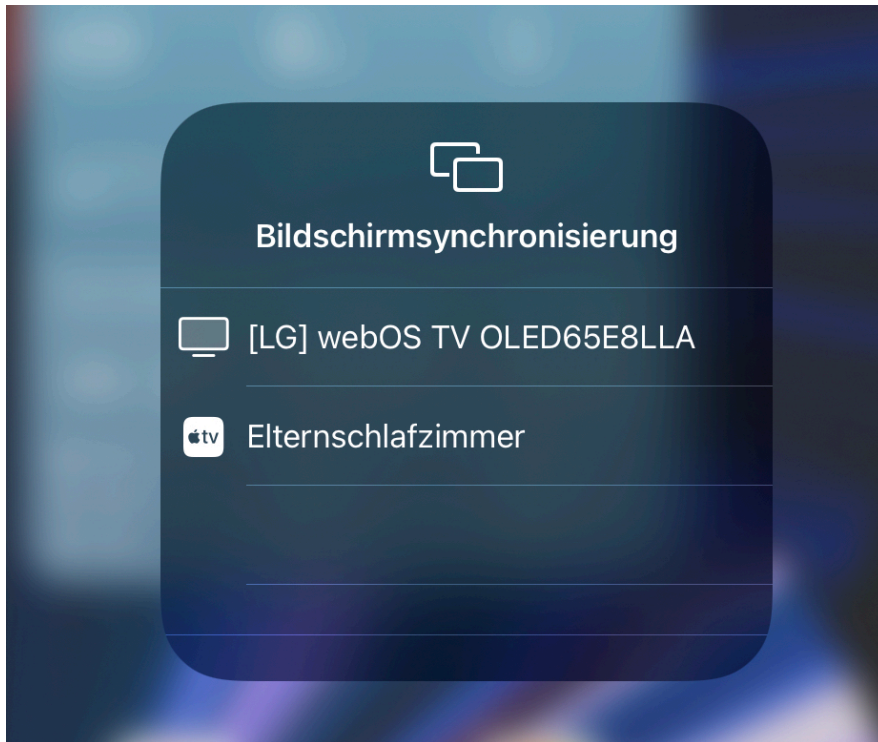 Bildschirmsynchronisierung
[LG] webOS TV OLED65E8LLA
tv Elternschlafzimmer